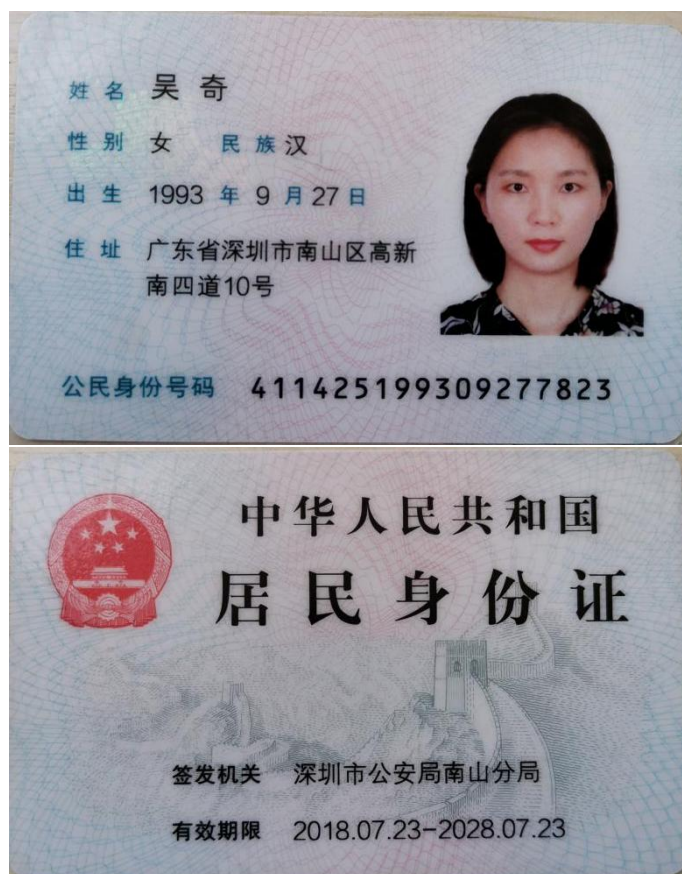 姓名 吴奇
性别 女 民族 汉
出生 1993 年 9 月 27 日
住址 广东省深圳市南山区高新
南四道10号
公民身份号码 411425199309277823
中华人民共和国
居民身份证
签发机关 深圳市公安局南山分局
有效期限 2018.07.23-2028.07.23